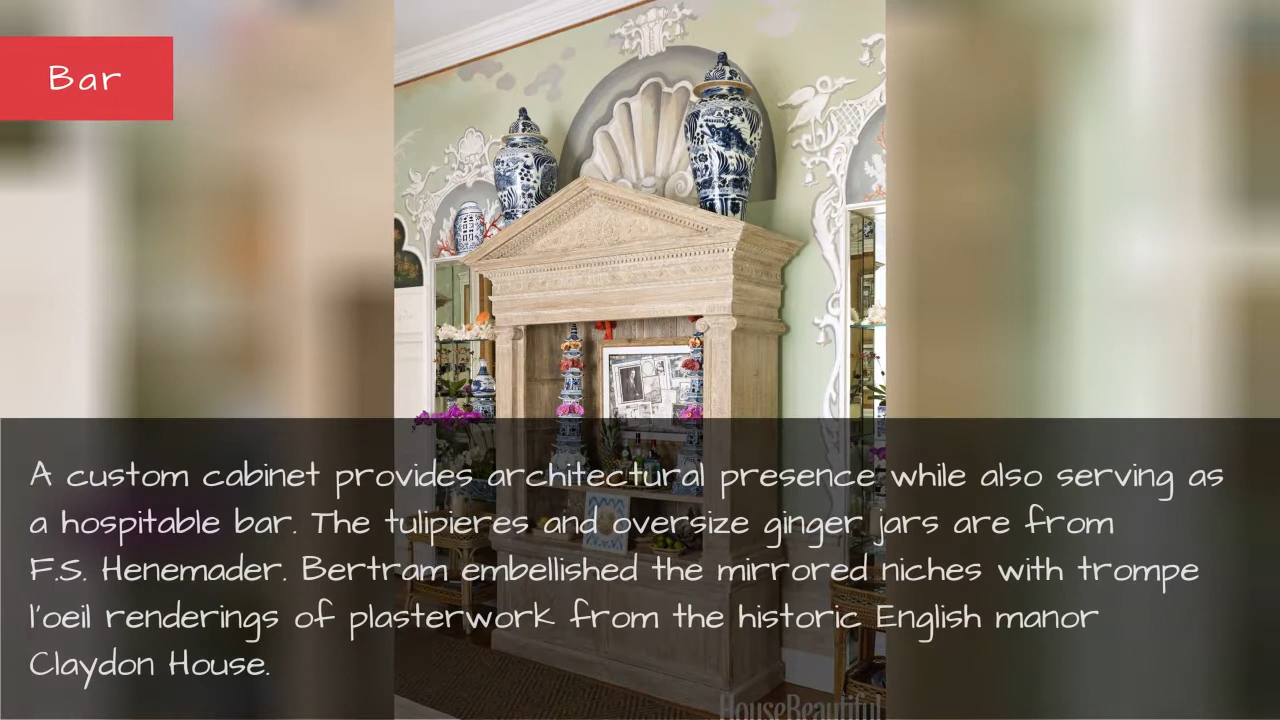 Bar
A custom cabinet provides architectural presence while also serving as
a hospitable bar. The tulipieres and oversize ginger jars are from
F.S. Henemader. Bertram embellished the mirrored niches with trompe
l'oeil renderings of plasterwork from the historic English manor
Claydon House.
HouseBeautiful